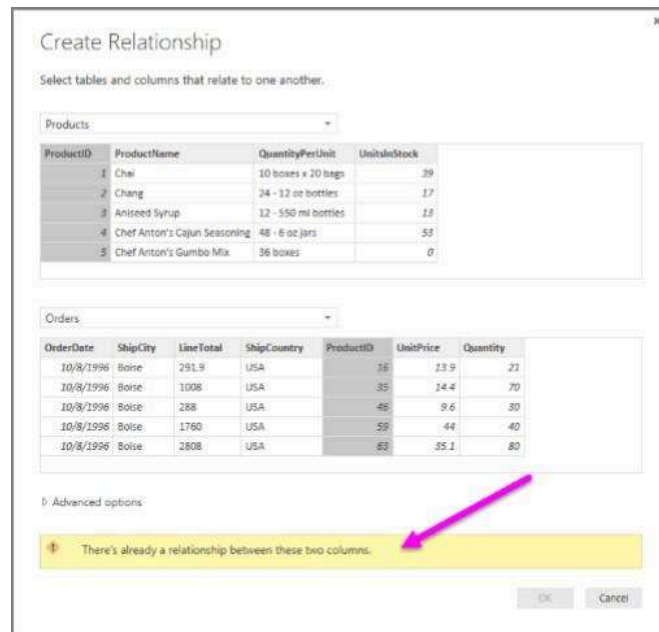 Create Relationship
Select tables and columns that relate to one another.
Products
ProductID ProductName QuantityPerUnit UnitsInStock
1 Chai 10 boxes x 20 bags 39
2 Chang 24 - 12 oz bottles 17
3 Aniseed Syrup 12 - 550 ml bottles 13
4 Chef Anton's Cajun Seasoning 48 - 6 oz jars 53
5 Chef Anton's Gumbo Mix 36 boxes 0
Orders
OrderDate ShipCity LineTotal ShipCountry ProductID UnitPrice Quantity
10/8/1996 Boise 291.9 USA 16 13.9 21
10/8/1996 Boise 1008 USA 35 14.4 70
10/8/1996 Boise 288 USA 46 9.6 30
10/8/1996 Boise 1760 USA 59 44 40
10/8/1996 Boise 2808 USA 63 35.1 80
Advanced options
There's already a relationship between these two columns.
OK Cancel